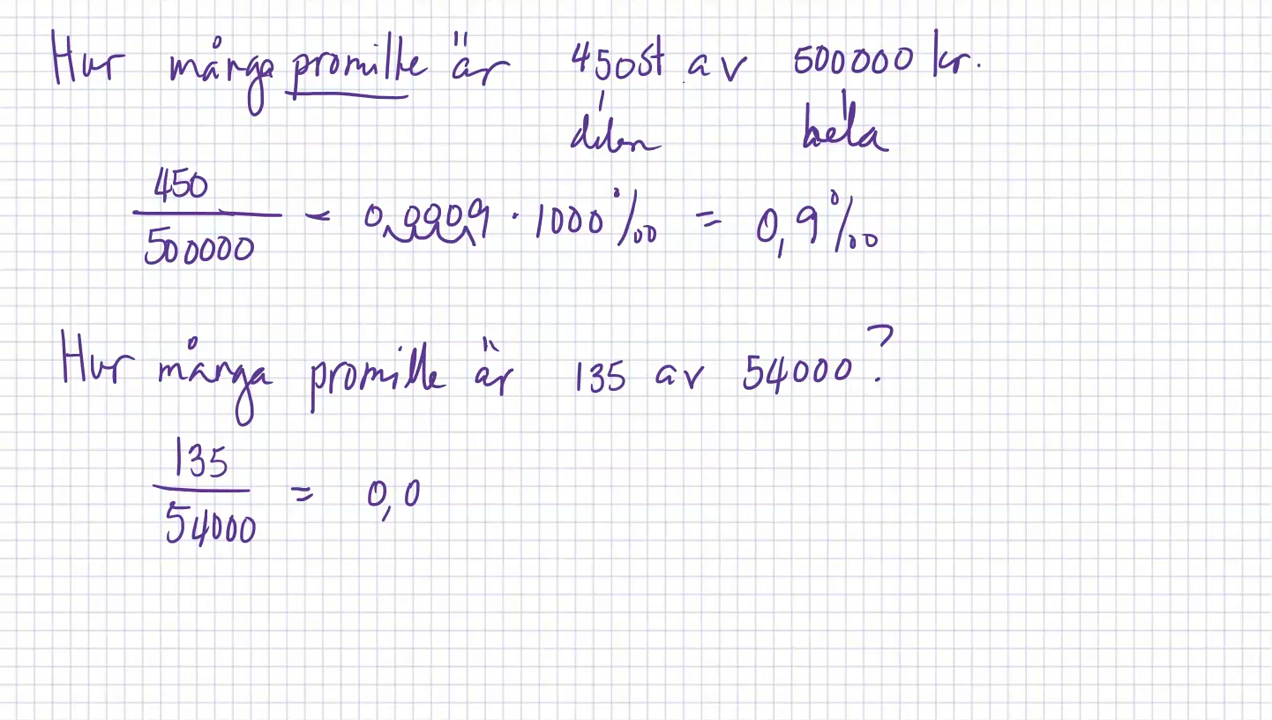 Hur många promille är 450st av 500000 kr.
delen hela
450
500000
= 0,0009 · 1000 ‰ = 0,9 ‰
Hur många promille är 135 av 54000?
135
54000
= 0,0